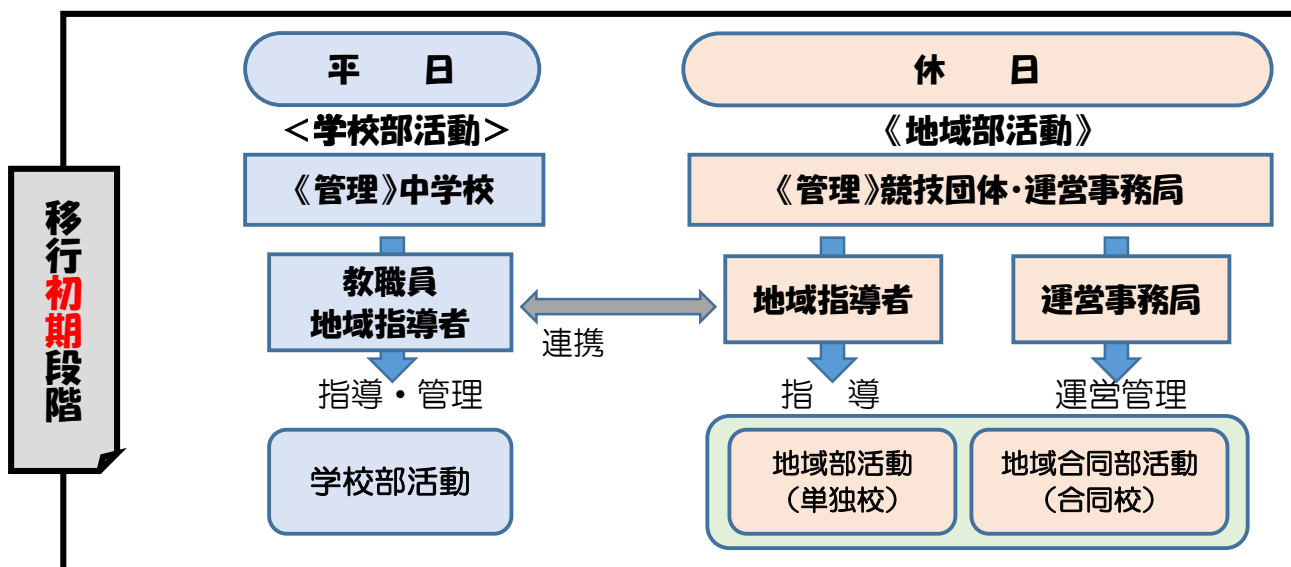 移行初期段階
平　日
＜学校部活動＞
《管理》中学校
教職員
地域指導者
指導・管理
学校部活動
連携
休　日
《地域部活動》
《管理》競技団体・運営事務局
地域指導者
指　導
運営事務局
運営管理
地域部活動
（単独校）
地域合同部活動
（合同校）